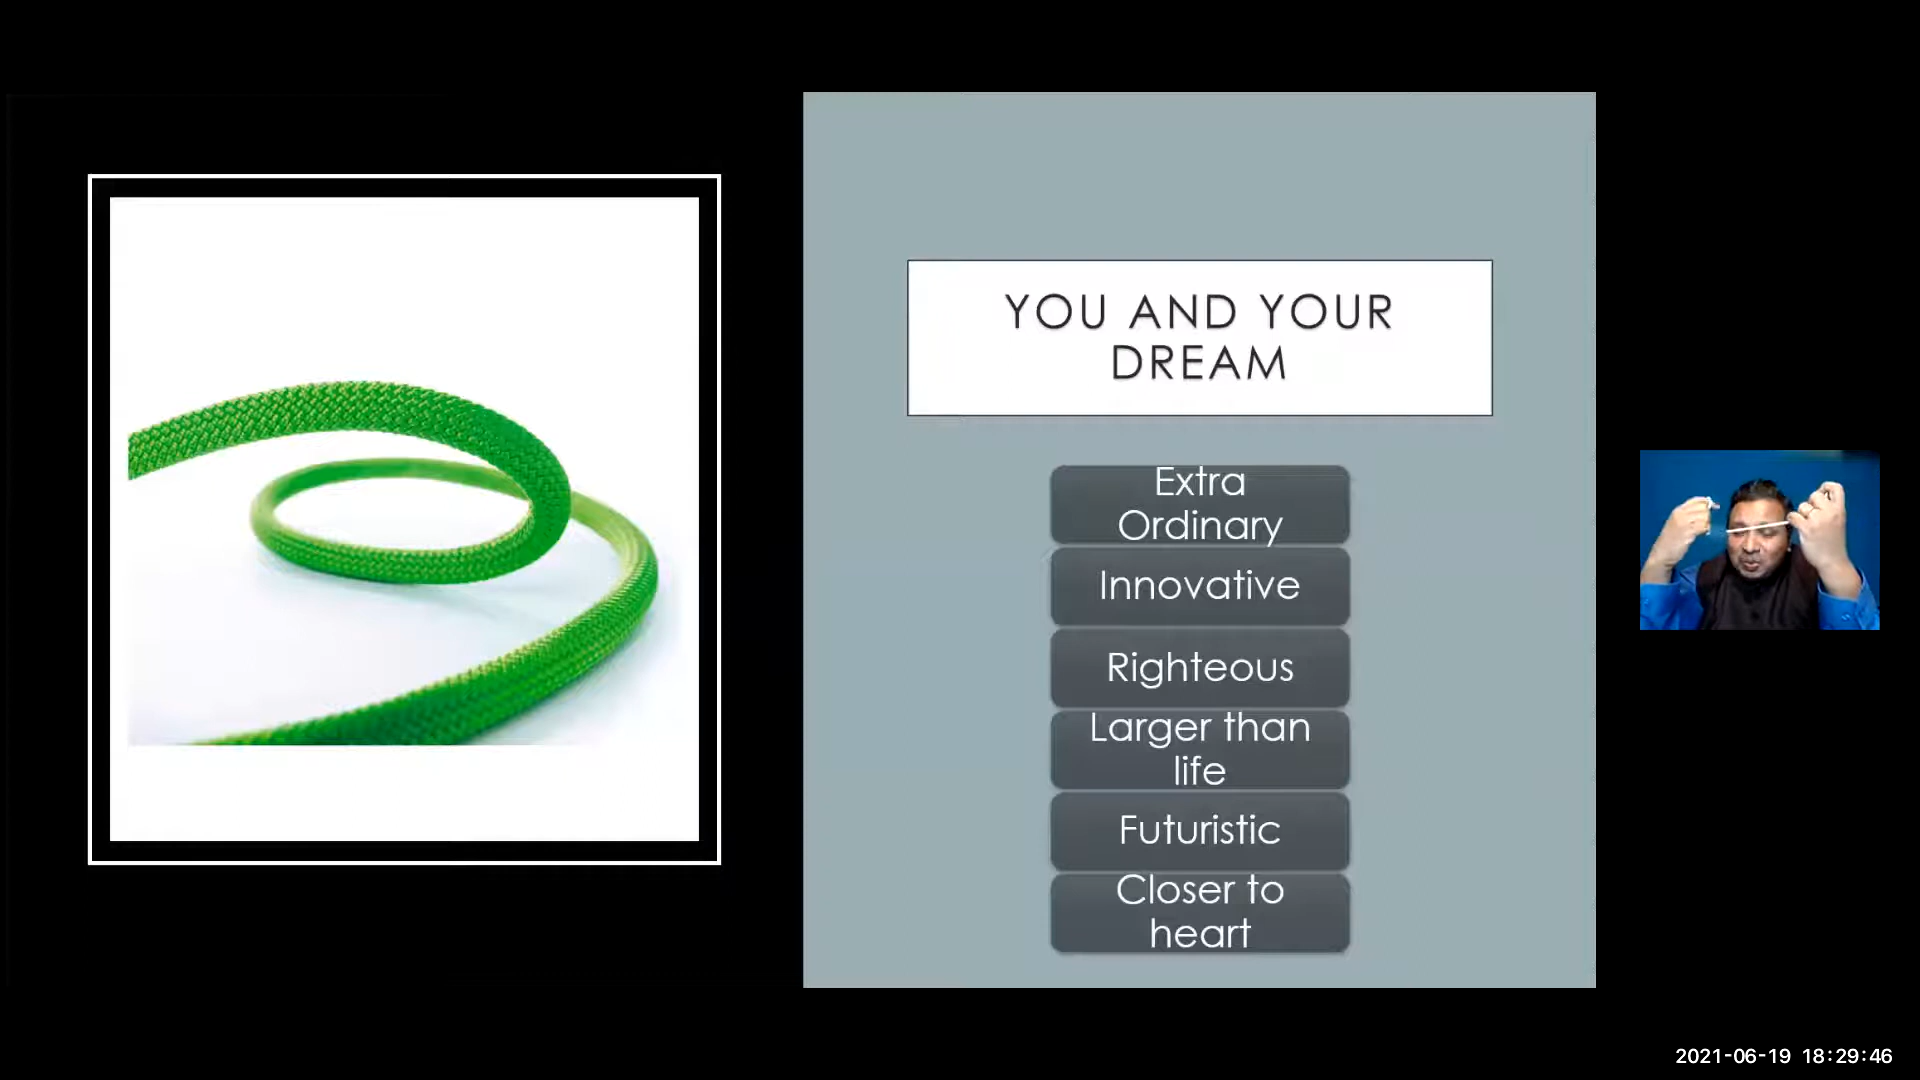 YOU AND YOUR
DREAM
Extra
Ordinary
Innovative
Righteous
Larger than
life
Futuristic
Closer to
heart
2021-06-19 18:29:46